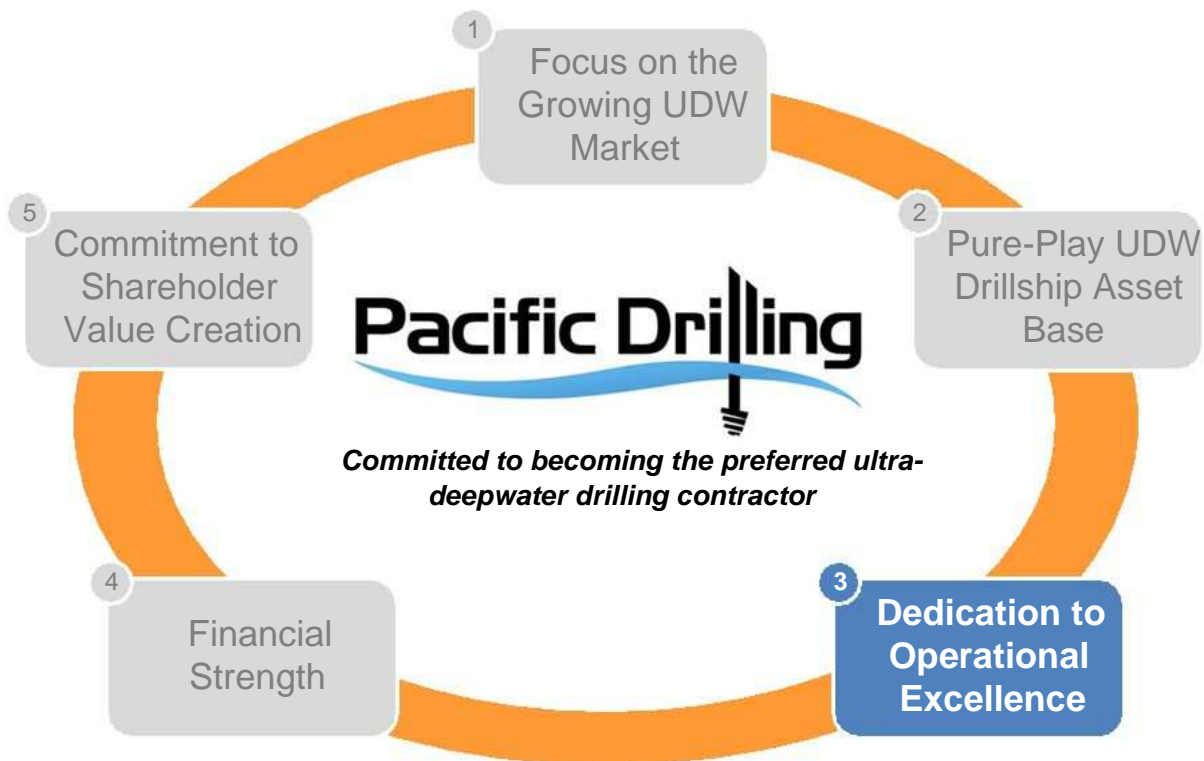 1
Focus on the
Growing UDW
Market
2
Pure-Play UDW
Drillship Asset
Base
5
Commitment to
Shareholder
Value Creation
Pacific Drilling
Committed to becoming the preferred ultra-
deepwater drilling contractor
3
Dedication to
Operational
Excellence
4
Financial
Strength